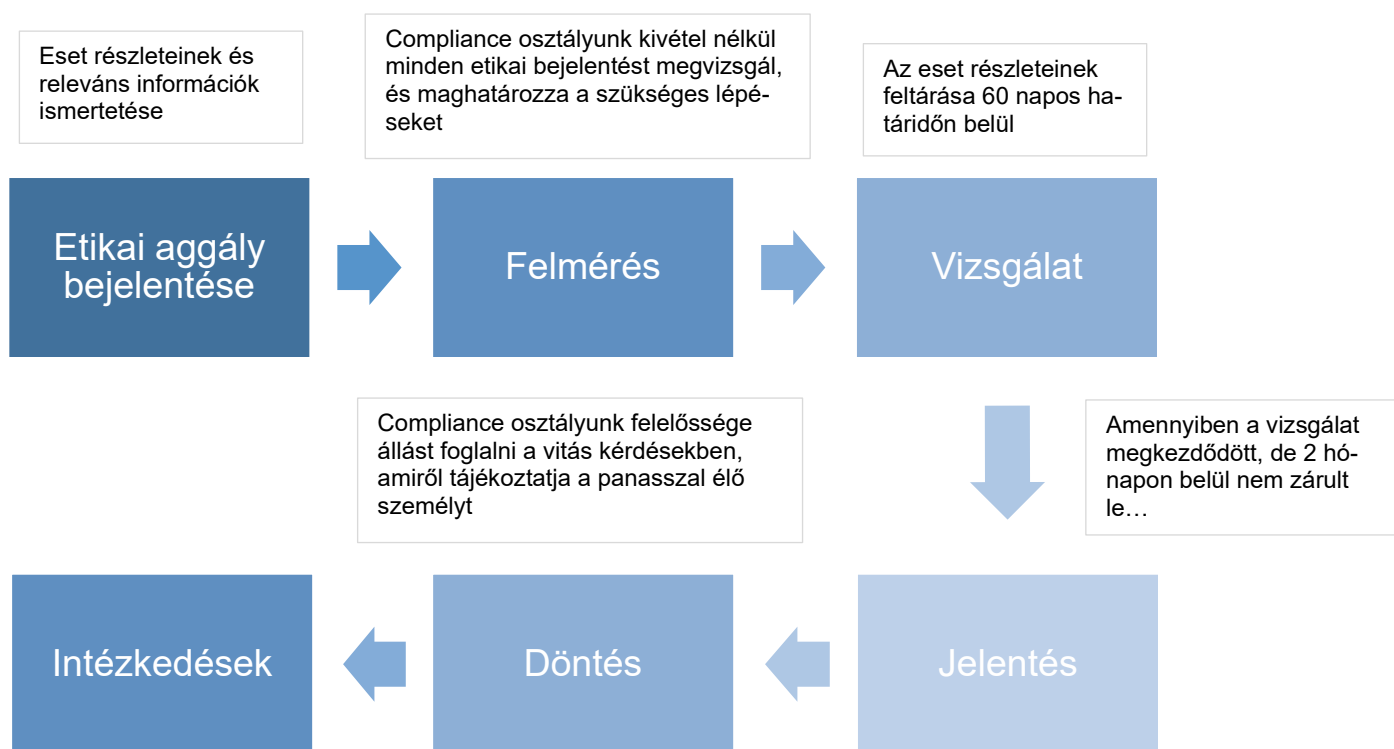 Eset részleteinek és
releváns információk
ismertetése
Compliance osztályunk kivétel nélkül
minden etikai bejelentést megvizsgál,
és maghatározza a szükséges lépé-
seket
Az eset részleteinek
feltárása 60 napos ha-
táridőn belül
Etikai aggály
bejelentése
Felmérés
Vizsgálat
Compliance osztályunk felelőssége
állást foglalni a vitás kérdésekben,
amiről tájékoztatja a panasszal élő
személyt
Amennyiben a vizsgálat
megkezdődött, de 2 hó-
napon belül nem zárult
le…
Intézkedések
Döntés
Jelentés